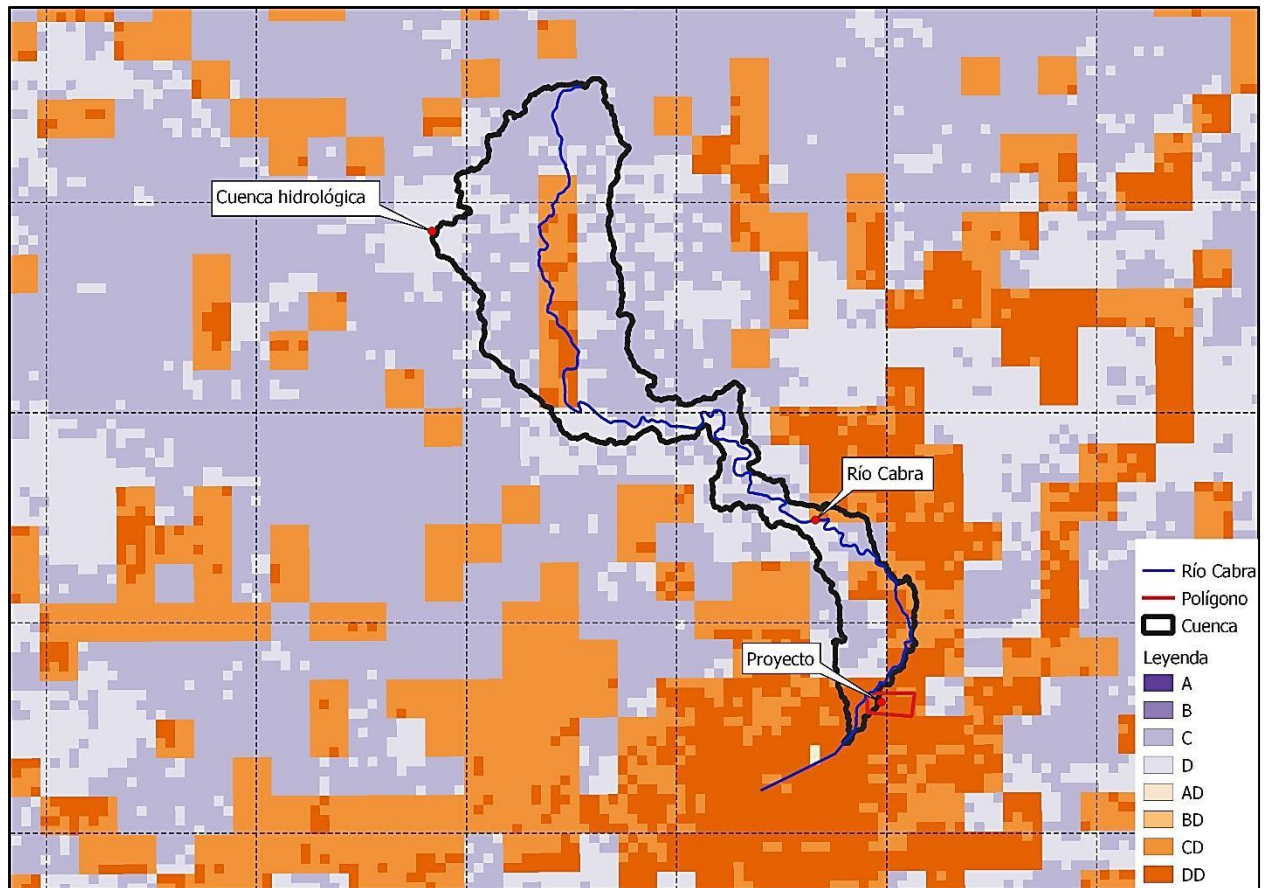 Cuenca hidrológica
Río Cabra
Proyecto
Río Cabra
Polígono
Cuenca
Leyenda
A
B
C
D
AD
BD
CD
DD